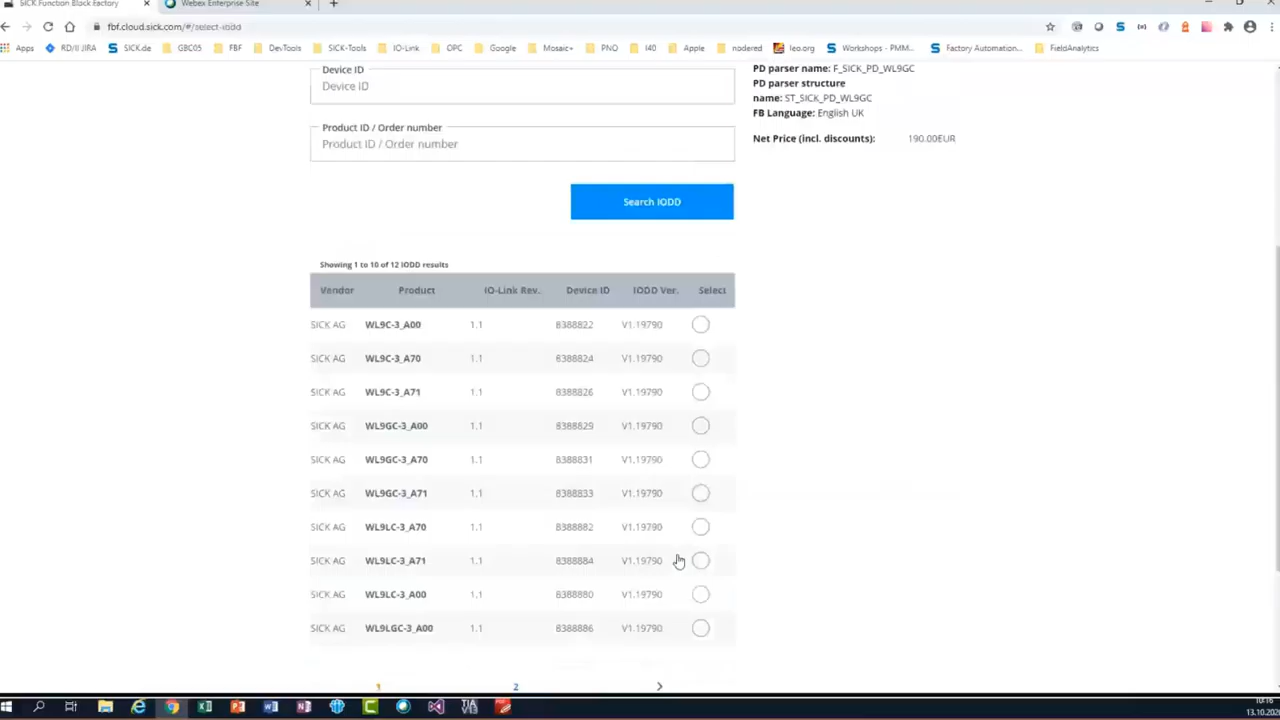 SICK Function Block Factory
Webex Enterprise Site
fbf.cloud.sick.com/#/select-iodd
Apps RD/II JIRA SICK.de GBC05 FBF DevTools SICK-Tools IO-Link OPC Google Mosaic+ PNO I40 Apple nodered leo.org Workshops - PMM... Factory Automation... FieldAnalytics
Device ID
Device ID
Product ID / Order number
Product ID / Order number
Search IODD
PD parser name: F_SICK_PD_WL9GC
PD parser structure
name: ST_SICK_PD_WL9GC
FB Language: English UK
Net Price (incl. discounts): 190.00EUR
Showing 1 to 10 of 12 IODD results
Vendor Product IO-Link Rev. Device ID IODD Ver. Select
SICK AG WL9C-3_A00 1.1 8388822 V1.19790
SICK AG WL9C-3_A70 1.1 8388824 V1.19790
SICK AG WL9C-3_A71 1.1 8388826 V1.19790
SICK AG WL9GC-3_A00 1.1 8388829 V1.19790
SICK AG WL9GC-3_A70 1.1 8388831 V1.19790
SICK AG WL9GC-3_A71 1.1 8388833 V1.19790
SICK AG WL9LC-3_A70 1.1 8388882 V1.19790
SICK AG WL9LC-3_A71 1.1 8388884 V1.19790
SICK AG WL9LC-3_A00 1.1 8388880 V1.19790
SICK AG WL9LGC-3_A00 1.1 8388886 V1.19790
1 2 >
10:16